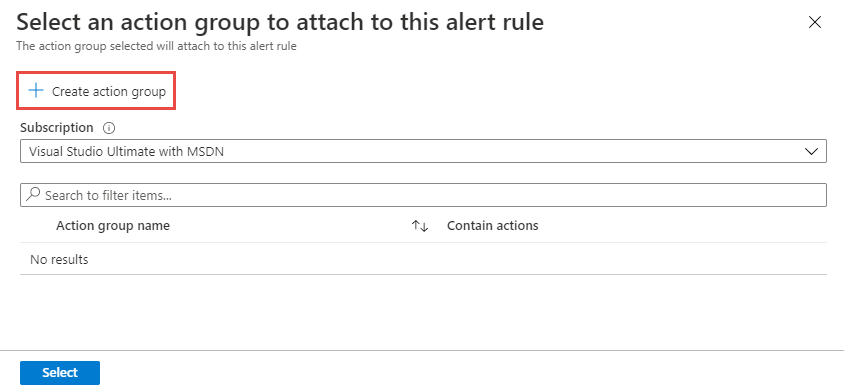 Select an action group to attach to this alert rule
The action group selected will attach to this alert rule
Create action group
Subscription
Visual Studio Ultimate with MSDN
Search to filter items...
Action group name Contain actions
No results
Select